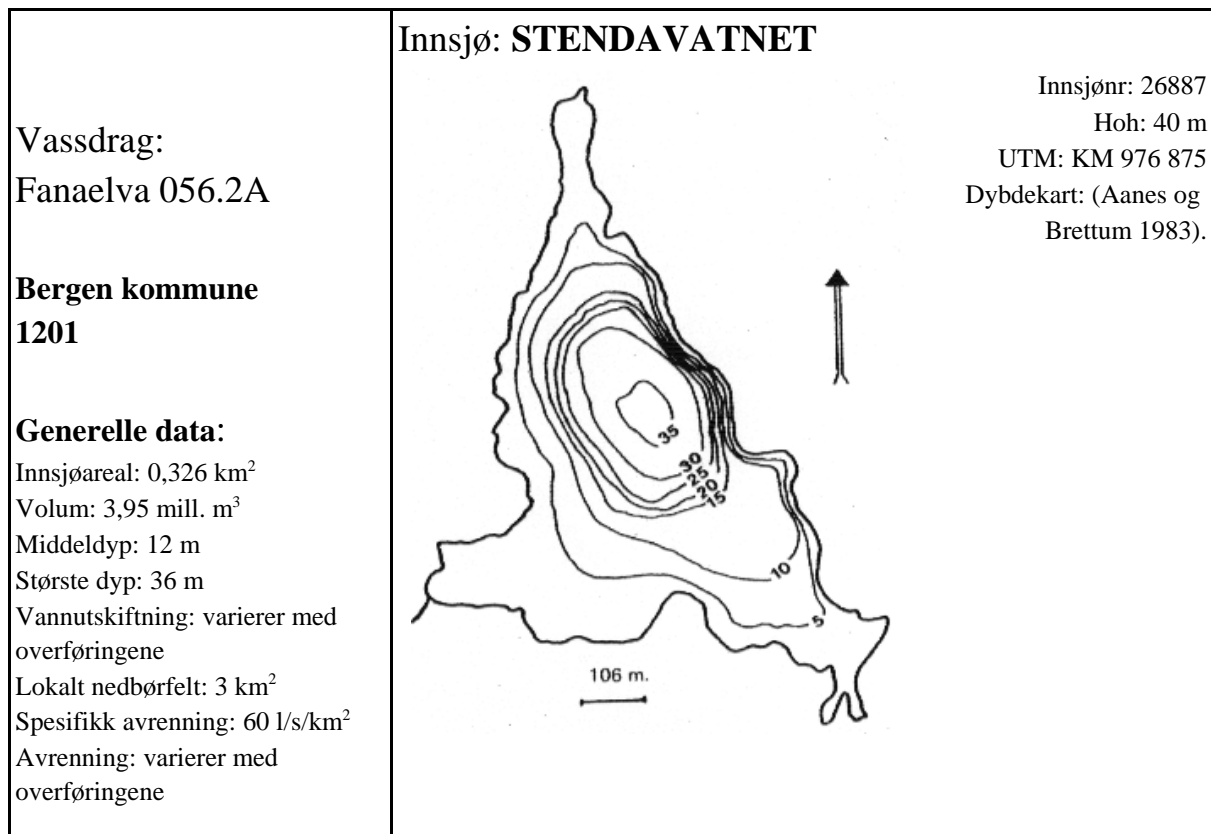 Vassdrag:
Fanaelva 056.2A
Bergen kommune
1201
Generelle data:
Innsjøareal: 0,326 km²
Volum: 3,95 mill. m³
Middeldyp: 12 m
Største dyp: 36 m
Vannutskiftning: varierer med
overføringene
Lokalt nedbørfelt: 3 km²
Spesifikk avrenning: 60 l/s/km²
Avrenning: varierer med
overføringene
Innsjø: STENDAVATNET
Innsjønr: 26887
Hoh: 40 m
UTM: KM 976 875
Dybdekart: (Aanes og
Brettum 1983).
35
30
25
20
15
10
5
106 m.